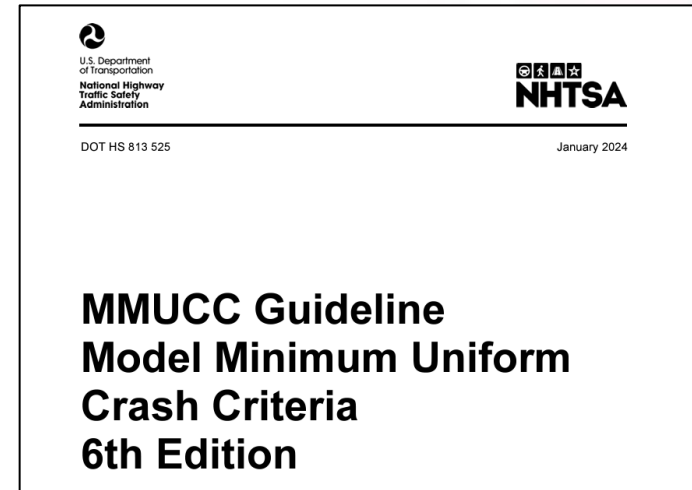 U.S. Department
of Transportation
National Highway
Traffic Safety
Administration
NHTSA
DOT HS 813 525
January 2024
MMUCC Guideline
Model Minimum Uniform
Crash Criteria
6th Edition